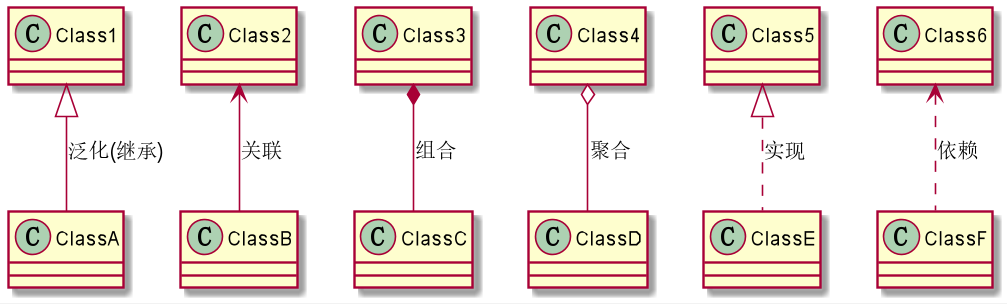 C Class1 C Class2 C Class3 C Class4 C Class5 C Class6
泛化(继承) 关联 组合 聚合 实现 依赖
C ClassA C ClassB C ClassC C ClassD C ClassE C ClassF